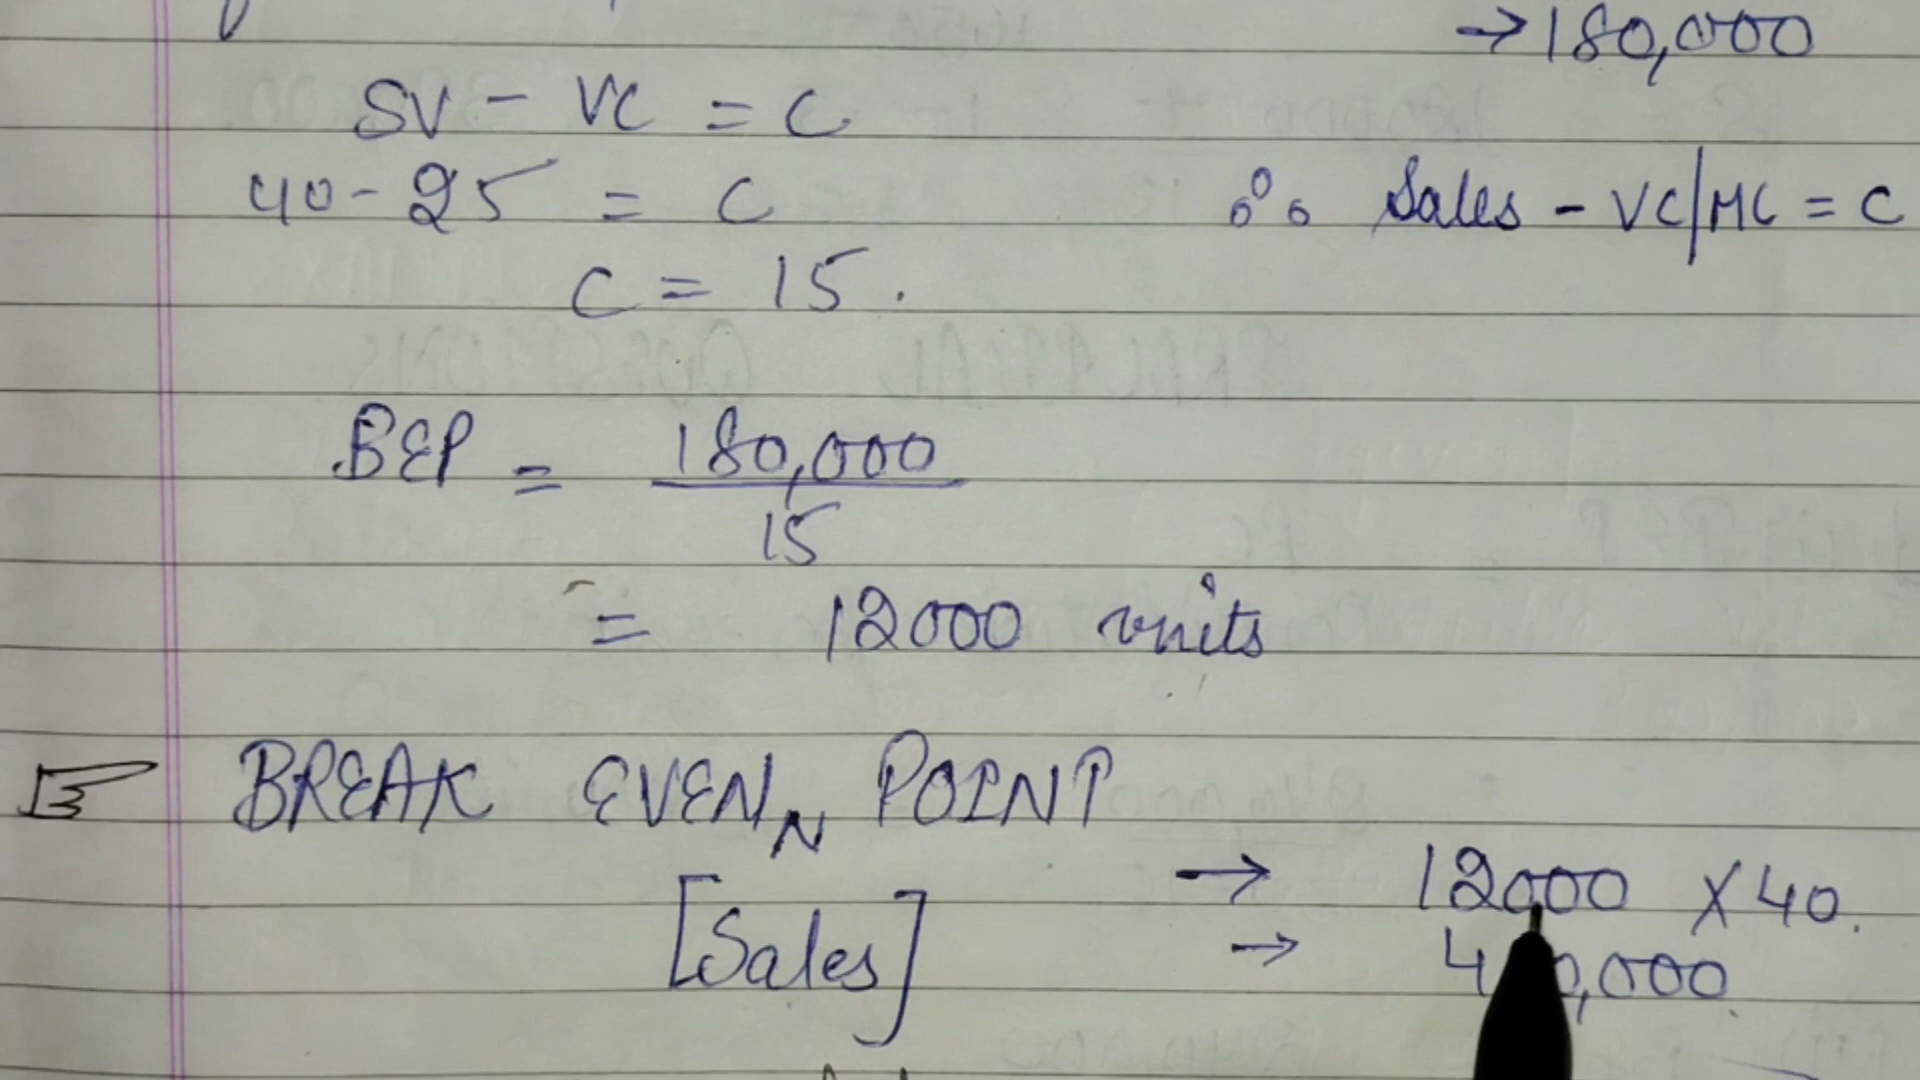 → 180,000
SV - VC = C
40 - 25 = C
∴ Sales - VC/MC = C
C = 15.
BEP = 180,000
15
= 12000 units
BREAK EVENN POINT
[Sales]
→ 12000 X 40.
→